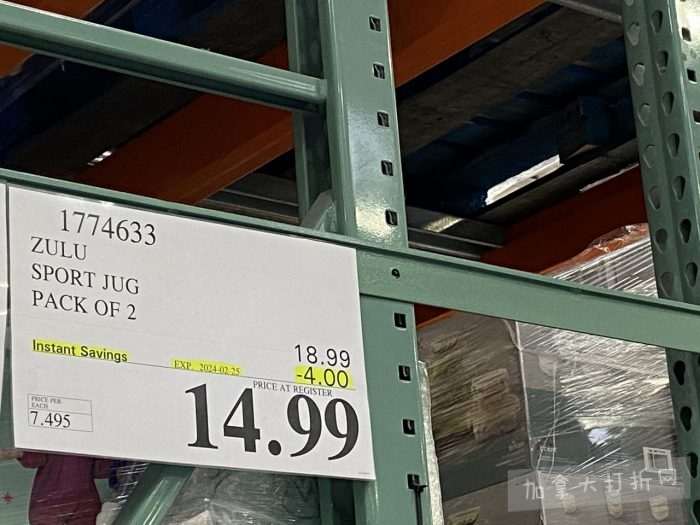 1774633
ZULU
SPORT JUG
PACK OF 2
18.99
Instant Savings EXP. 2024-02-25 -4.00
PRICE AT REGISTER
PRICE PER
EACH
7.495
14.99
加拿大打折网